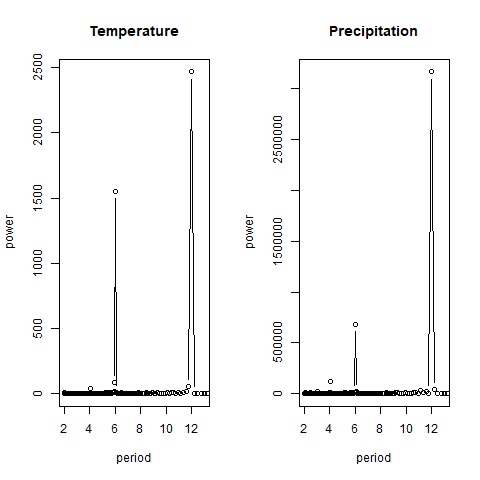 Temperature
power
2500
2000
1500
1000
500
0
2 4 6 8 10 12
period
Precipitation
power
2500000
1500000
500000
0
2 4 6 8 10 12
period